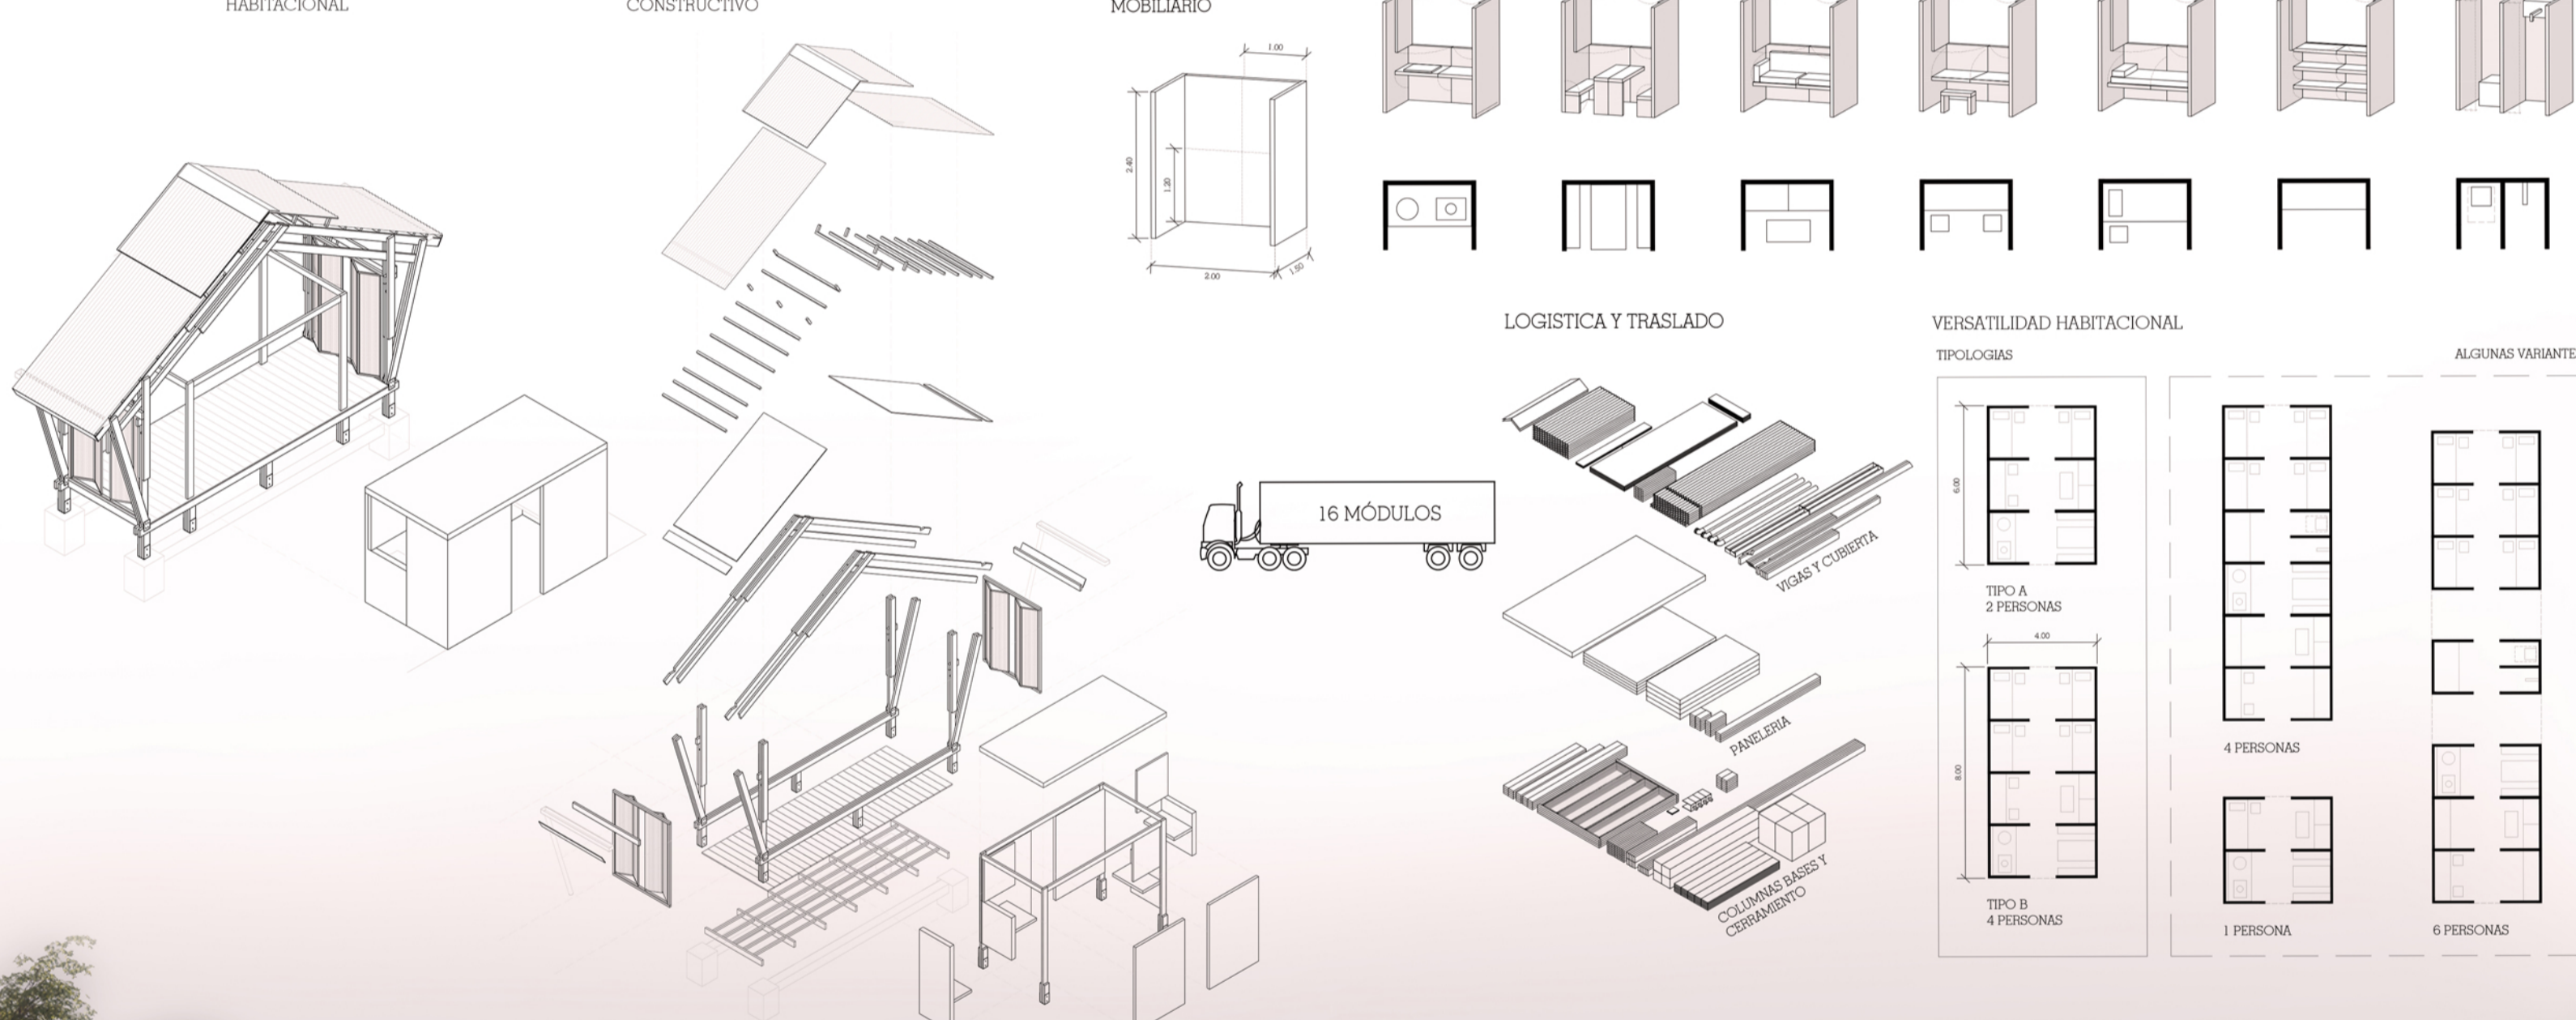 HABITACIONAL
CONSTRUCTIVO
MOBILIARIO
1.00
2.40
1.20
2.00
1.50
LOGISTICA Y TRASLADO
16 MÓDULOS
VIGAS Y CUBIERTA
PANELERIA
COLUMNAS BASES Y
CERRAMIENTO
VERSATILIDAD HABITACIONAL
TIPOLOGIAS
6.00
TIPO A
2 PERSONAS
4.00
8.00
TIPO B
4 PERSONAS
ALGUNAS VARIANTE
4 PERSONAS
1 PERSONA
6 PERSONAS